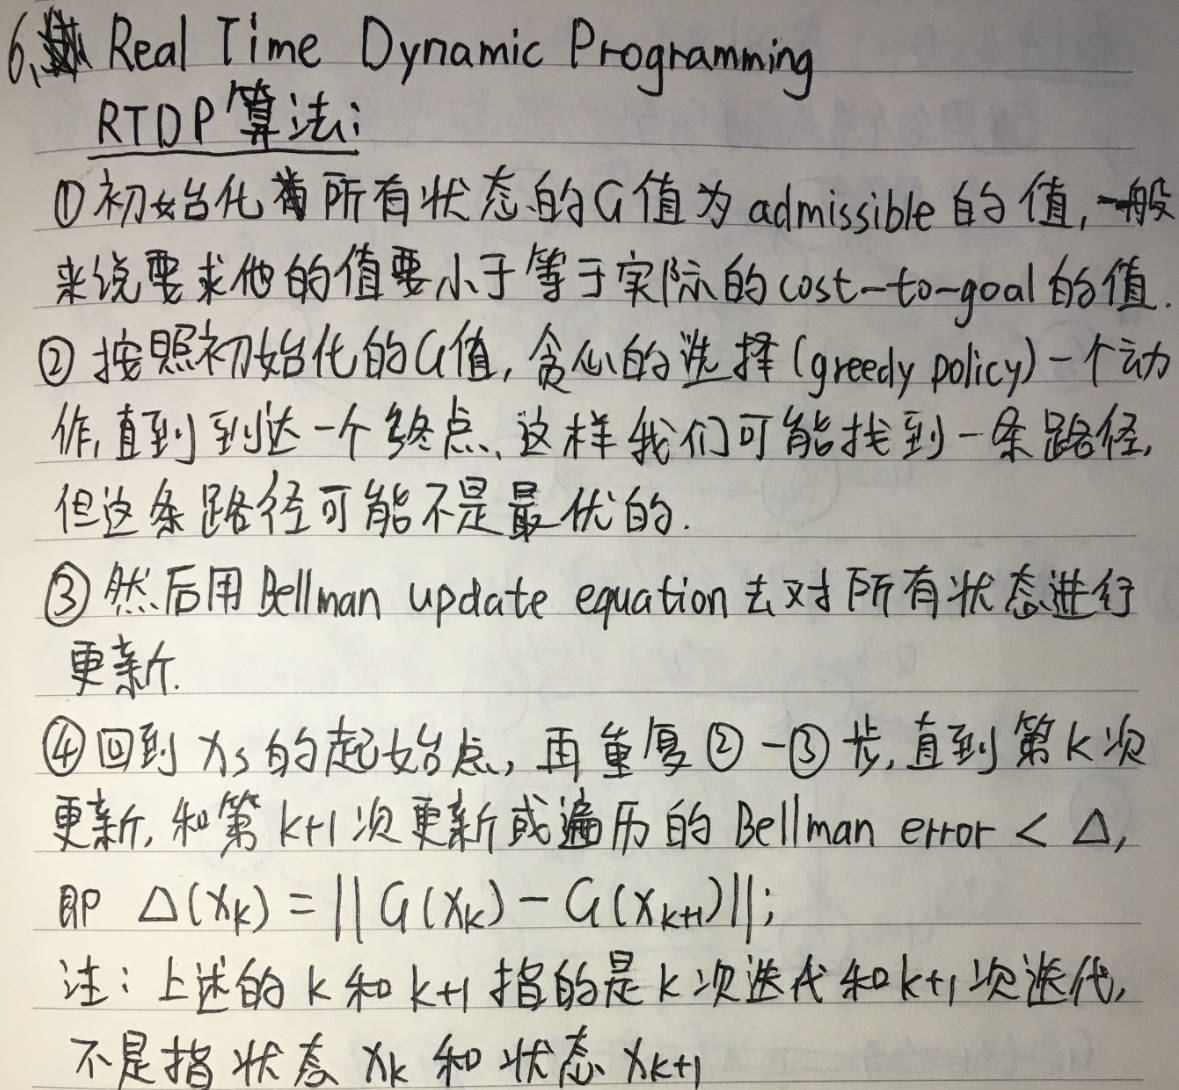 6. Real Time Dynamic Programming
RTDP算法:
①初始化所有状态的G值为admissible的值,一般
来说要求他的值要小于等于实际的cost-to-goal的值.
②按照初始化的G值,贪心的选择(greedy policy)一个动
作,直到到达一个终点、这样我们可能找到一条路径,
但这条路径可能不是最优的.
③然后用Bellman update equation去对所有状态进行
更新.
④回到Xs的起始点,再重复②-③步,直到第k次
更新,和第k+1次更新或遍历的Bellman error < Δ,
即 Δ(Xk) = ||G(Xk) - G(Xk+1)||;
注:上述的k和k+1指的是k次迭代和k+1次迭代,
不是指状态Xk和状态Xk+1